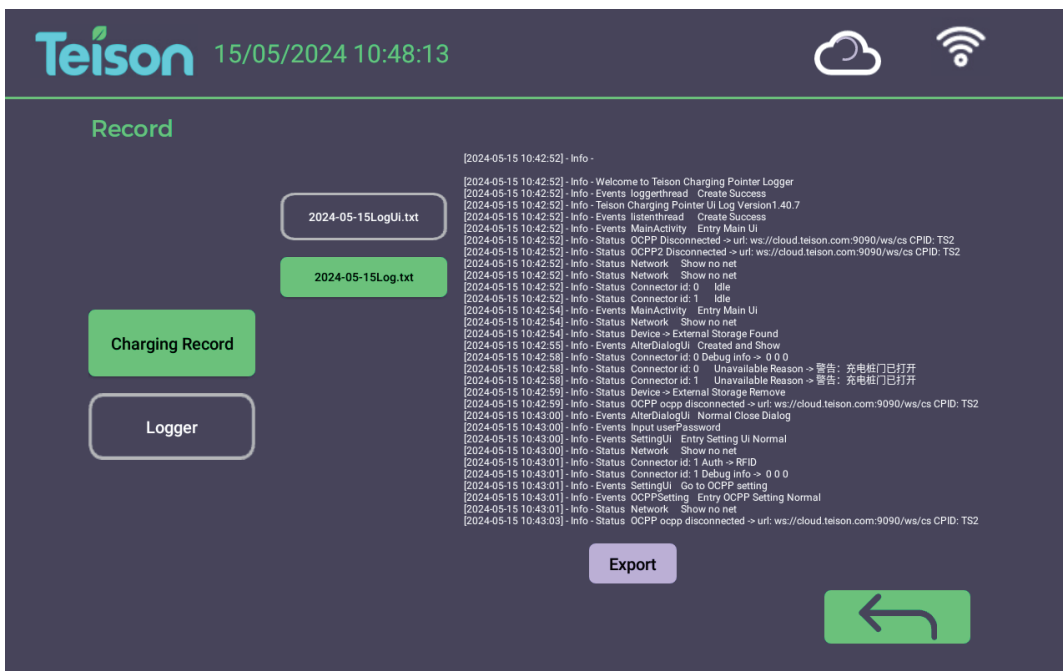 Teison
15/05/2024 10:48:13
Record
[2024-05-15 10:42:52] - Info -
[2024-05-15 10:42:52] - Info - Welcome to Teison Charging Pointer Logger
[2024-05-15 10:42:52] - Info - Events loggerthread Create Success
[2024-05-15 10:42:52] - Info - Teison Charging Pointer Ui Log Version1.40.7
[2024-05-15 10:42:52] - Info - Events listenthread Create Success
[2024-05-15 10:42:52] - Info - Events MainActivity Entry Main Ui
[2024-05-15 10:42:52] - Info - Status OCPP Disconnected -> url: ws://cloud.teison.com:9090/ws/cs CPID: TS2
[2024-05-15 10:42:52] - Info - Status OCPP2 Disconnected -> url: ws://cloud.teison.com:9090/ws/cs CPID: TS2
[2024-05-15 10:42:52] - Info - Status Network Show no net
[2024-05-15 10:42:52] - Info - Status Network Show no net
[2024-05-15 10:42:52] - Info - Status Connector id: 0 Idle
[2024-05-15 10:42:52] - Info - Status Connector id: 1 Idle
[2024-05-15 10:42:54] - Info - Events MainActivity Entry Main Ui
[2024-05-15 10:42:54] - Info - Status Network Show no net
[2024-05-15 10:42:54] - Info - Status Device -> External Storage Found
[2024-05-15 10:42:55] - Info - Events AlterDialogUi Created and Show
[2024-05-15 10:42:58] - Info - Status Connector id: 0 Debug info -> 0 0 0
[2024-05-15 10:42:58] - Info - Status Connector id: 0 Unavailable Reason -> 警告：充电桩门已打开
[2024-05-15 10:42:58] - Info - Status Connector id: 1 Unavailable Reason -> 警告：充电桩门已打开
[2024-05-15 10:42:59] - Info - Status Device -> External Storage Remove
[2024-05-15 10:42:59] - Info - Status OCPP ocpp disconnected -> url: ws://cloud.teison.com:9090/ws/cs CPID: TS2
[2024-05-15 10:43:00] - Info - Events AlterDialogUi Normal Close Dialog
[2024-05-15 10:43:00] - Info - Events Input userPassword
[2024-05-15 10:43:00] - Info - Events SettingUi Entry Setting Ui Normal
[2024-05-15 10:43:00] - Info - Status Network Show no net
[2024-05-15 10:43:01] - Info - Status Connector id: 1 Auth -> RFID
[2024-05-15 10:43:01] - Info - Status Connector id: 1 Debug info -> 0 0 0
[2024-05-15 10:43:01] - Info - Events SettingUi Go to OCPP setting
[2024-05-15 10:43:01] - Info - Events OCPPSetting Entry OCPP Setting Normal
[2024-05-15 10:43:01] - Info - Status Network Show no net
[2024-05-15 10:43:03] - Info - Status OCPP ocpp disconnected -> url: ws://cloud.teison.com:9090/ws/cs CPID: TS2
2024-05-15LogUi.txt
2024-05-15Log.txt
Charging Record
Logger
Export